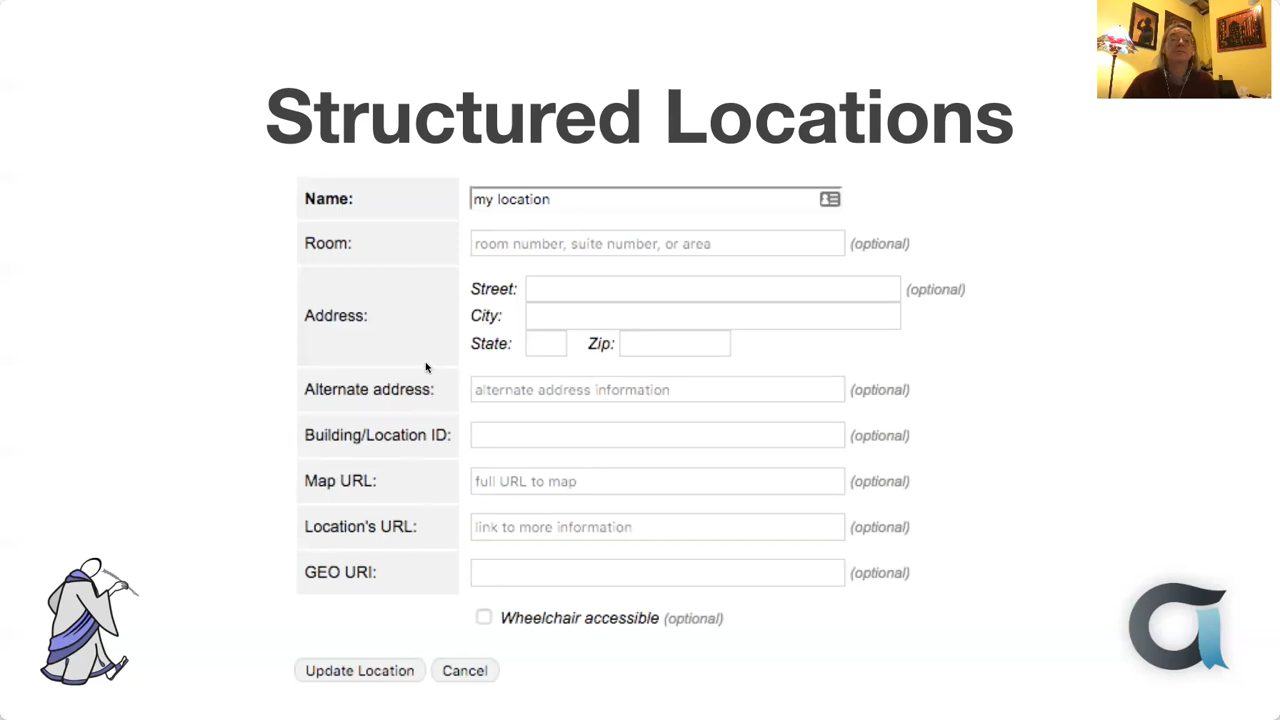 Structured Locations
Name: my location
Room: room number, suite number, or area (optional)
Street: (optional)
Address: City:
State: Zip:
Alternate address: alternate address information (optional)
Building/Location ID: (optional)
Map URL: full URL to map (optional)
Location's URL: link to more information (optional)
GEO URI: (optional)
Wheelchair accessible (optional)
Update Location Cancel